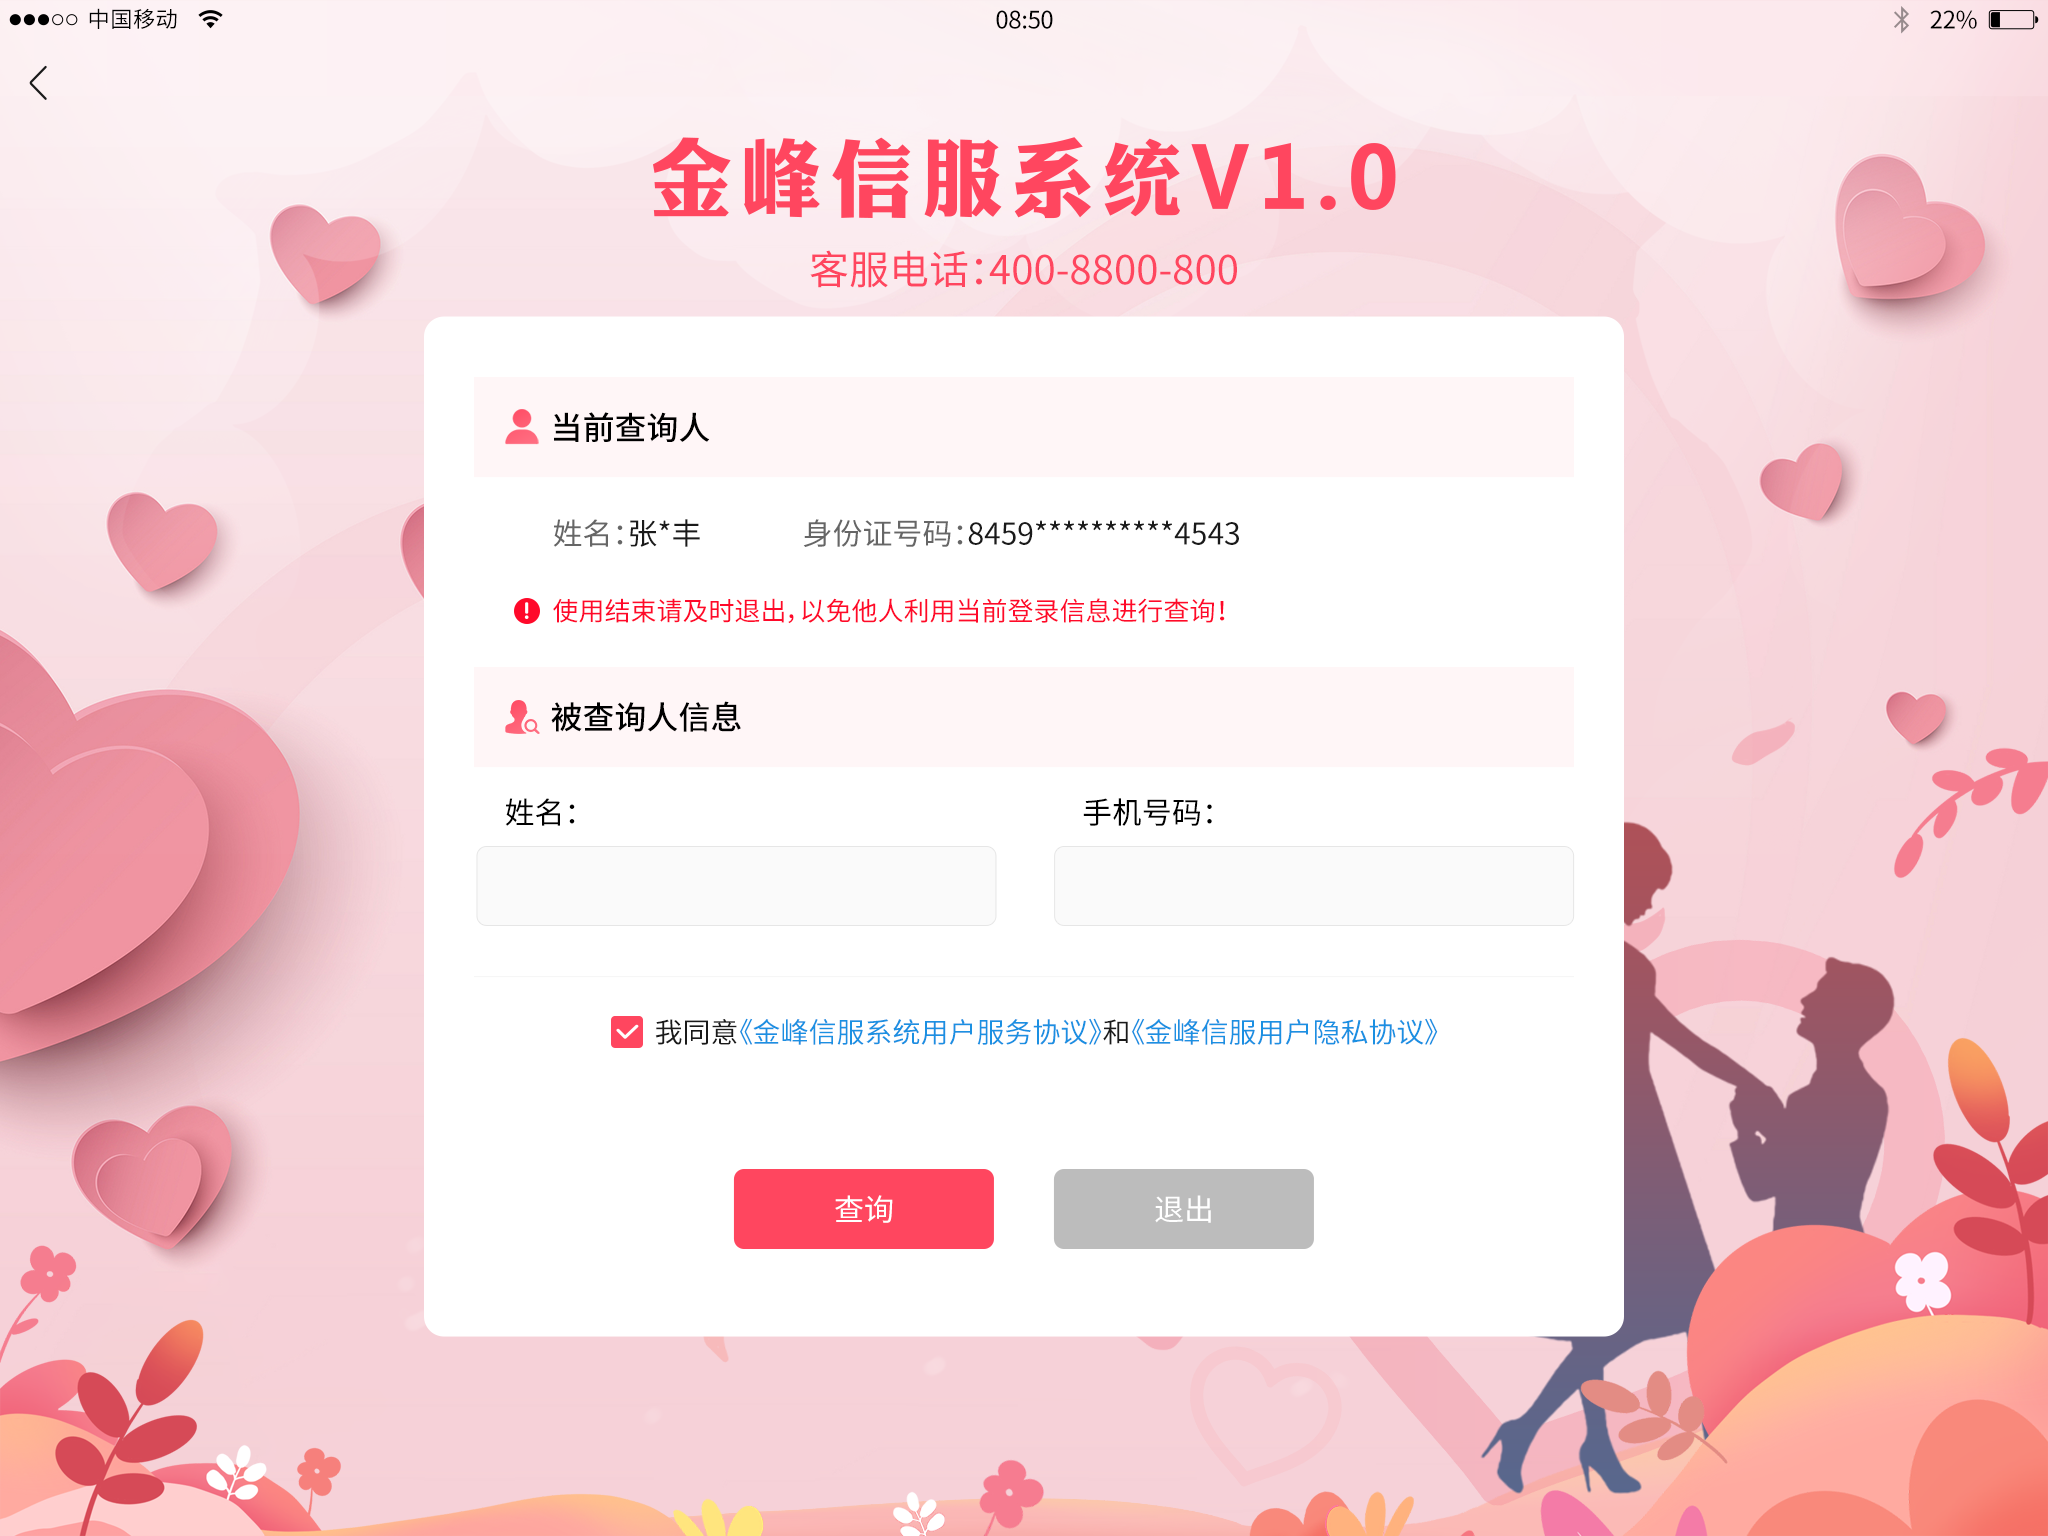 中国移动 08:50 22%
金峰信服系统V1.0
客服电话:400-8800-800
当前查询人
姓名:张*丰 身份证号码:8459**********4543
使用结束请及时退出,以免他人利用当前登录信息进行查询!
被查询人信息
姓名: 手机号码:
我同意《金峰信服系统用户服务协议》和《金峰信服用户隐私协议》
查询 退出